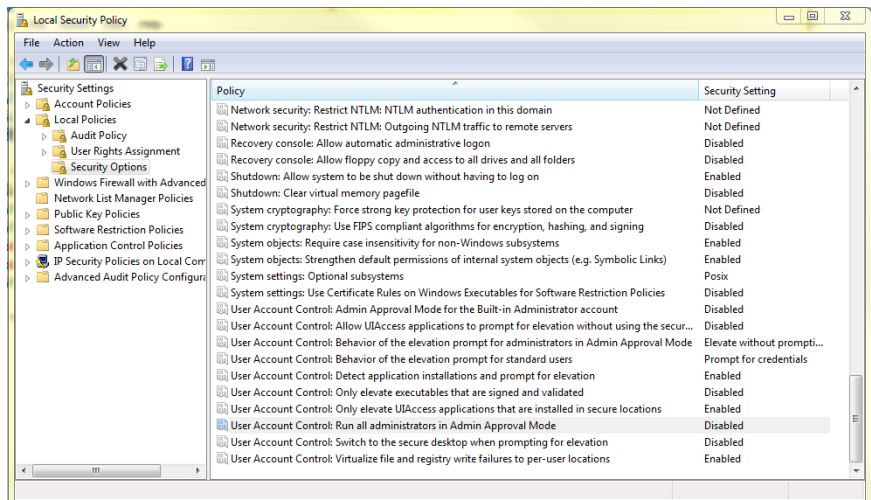 Local Security Policy
File Action View Help
Security Settings
Account Policies
Local Policies
Audit Policy
User Rights Assignment
Security Options
Windows Firewall with Advanced
Network List Manager Policies
Public Key Policies
Software Restriction Policies
Application Control Policies
IP Security Policies on Local Com
Advanced Audit Policy Configura
Policy Security Setting
Network security: Restrict NTLM: NTLM authentication in this domain Not Defined
Network security: Restrict NTLM: Outgoing NTLM traffic to remote servers Not Defined
Recovery console: Allow automatic administrative logon Disabled
Recovery console: Allow floppy copy and access to all drives and all folders Disabled
Shutdown: Allow system to be shut down without having to log on Enabled
Shutdown: Clear virtual memory pagefile Disabled
System cryptography: Force strong key protection for user keys stored on the computer Not Defined
System cryptography: Use FIPS compliant algorithms for encryption, hashing, and signing Disabled
System objects: Require case insensitivity for non-Windows subsystems Enabled
System objects: Strengthen default permissions of internal system objects (e.g. Symbolic Links) Enabled
System settings: Optional subsystems Posix
System settings: Use Certificate Rules on Windows Executables for Software Restriction Policies Disabled
User Account Control: Admin Approval Mode for the Built-in Administrator account Disabled
User Account Control: Allow UIAccess applications to prompt for elevation without using the secur... Disabled
User Account Control: Behavior of the elevation prompt for administrators in Admin Approval Mode Elevate without prompti...
User Account Control: Behavior of the elevation prompt for standard users Prompt for credentials
User Account Control: Detect application installations and prompt for elevation Enabled
User Account Control: Only elevate executables that are signed and validated Disabled
User Account Control: Only elevate UIAccess applications that are installed in secure locations Enabled
User Account Control: Run all administrators in Admin Approval Mode Disabled
User Account Control: Switch to the secure desktop when prompting for elevation Disabled
User Account Control: Virtualize file and registry write failures to per-user locations Enabled